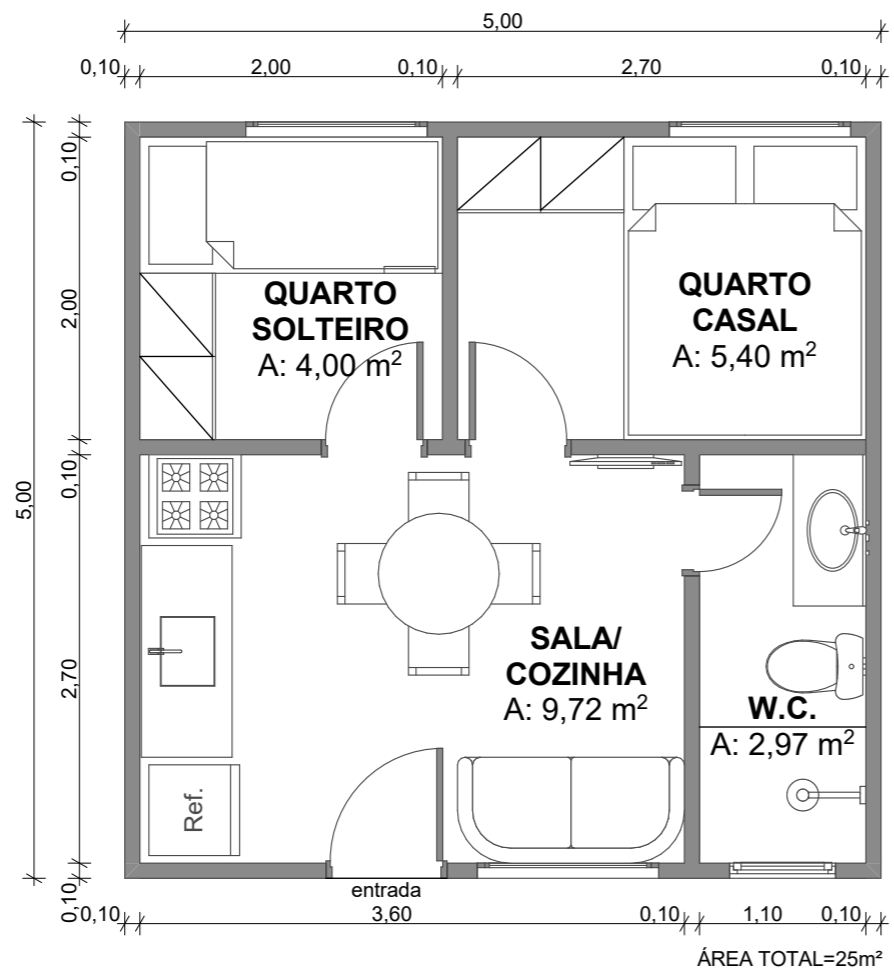 5,00
0,10 2,00 0,10 2,70 0,10
0,10
2,00
0,10
5,00
2,70
0,10
QUARTO
SOLTEIRO
A: 4,00 m²
QUARTO
CASAL
A: 5,40 m²
SALA/
COZINHA
A: 9,72 m²
W.C.
A: 2,97 m²
Ref.
entrada
0,10 3,60 0,10 1,10 0,10
ÁREA TOTAL=25m²